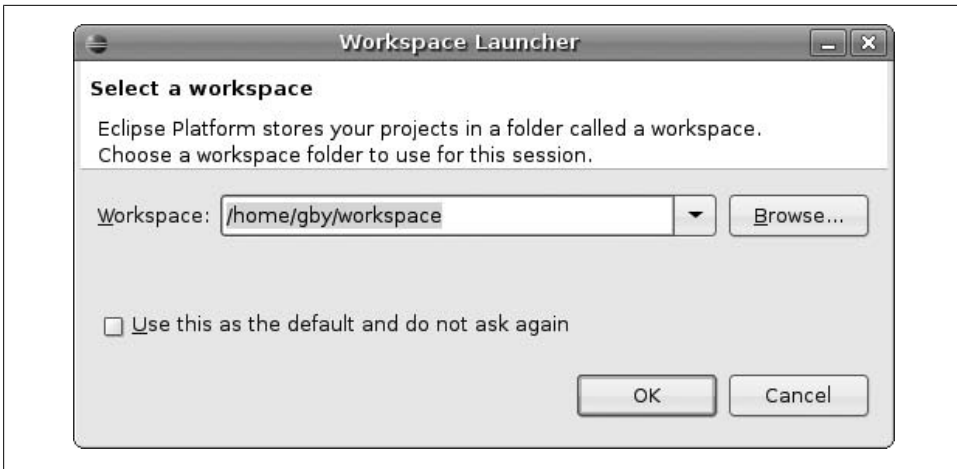 Workspace Launcher
Select a workspace
Eclipse Platform stores your projects in a folder called a workspace.
Choose a workspace folder to use for this session.
Workspace: /home/gby/workspace Browse...
Use this as the default and do not ask again
OK Cancel